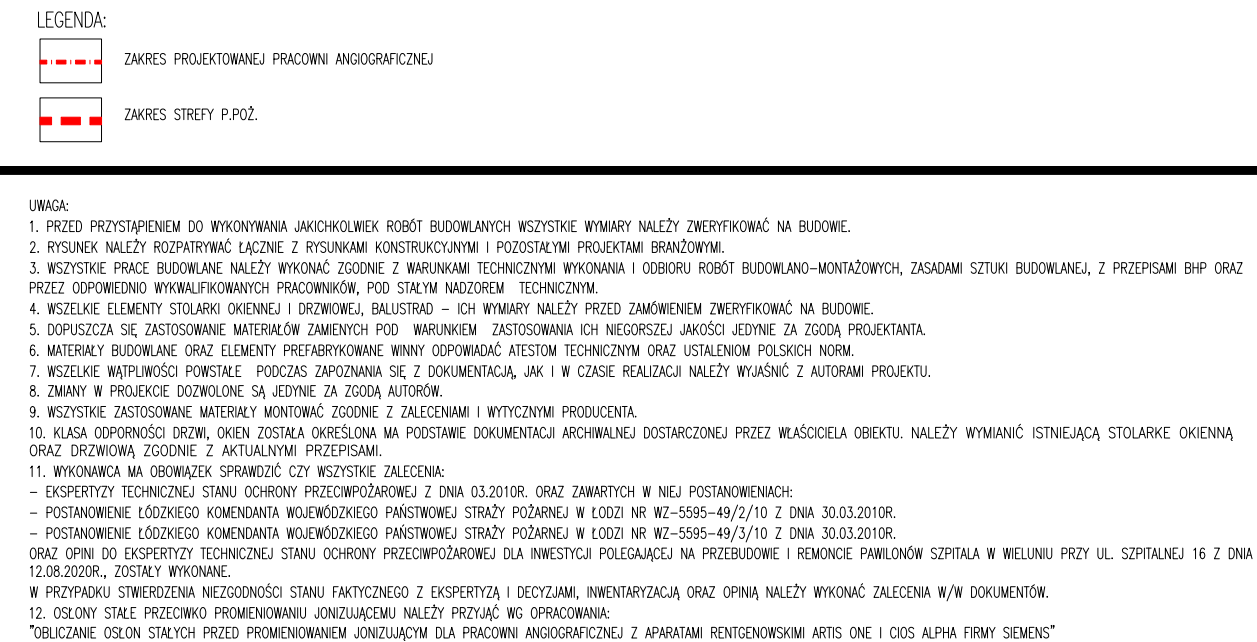 LEGENDA:
ZAKRES PROJEKTOWANEJ PRACOWNI ANGIOGRAFICZNEJ
ZAKRES STREFY P.POŻ.
UWAGA:
1. PRZED PRZYSTĄPIENIEM DO WYKONYWANIA JAKICHKOLWIEK ROBÓT BUDOWLANYCH WSZYSTKIE WYMIARY NALEŻY ZWERYFIKOWAĆ NA BUDOWIE.
2. RYSUNEK NALEŻY ROZPATRYWAĆ ŁĄCZNIE Z RYSUNKAMI KONSTRUKCYJNYMI I POZOSTAŁYMI PROJEKTAMI BRANŻOWYMI.
3. WSZYSTKIE PRACE BUDOWLANE NALEŻY WYKONAĆ ZGODNIE Z WARUNKAMI TECHNICZNYMI WYKONANIA I ODBIORU ROBÓT BUDOWLANO-MONTAŻOWYCH, ZASADAMI SZTUKI BUDOWLANEJ, Z PRZEPISAMI BHP ORAZ
PRZEZ ODPOWIEDNIO WYKWALIFIKOWANYCH PRACOWNIKÓW, POD STAŁYM NADZOREM TECHNICZNYM.
4. WSZELKIE ELEMENTY STOLARKI OKIENNEJ I DRZWIOWEJ, BALUSTRAD – ICH WYMIARY NALEŻY PRZED ZAMÓWIENIEM ZWERYFIKOWAĆ NA BUDOWIE.
5. DOPUSZCZA SIĘ ZASTOSOWANIE MATERIAŁÓW ZAMIENYCH POD WARUNKIEM ZASTOSOWANIA ICH NIEGORSZEJ JAKOŚCI JEDYNIE ZA ZGODĄ PROJEKTANTA.
6. MATERIAŁY BUDOWLANE ORAZ ELEMENTY PREFABRYKOWANE WINNY ODPOWIADAĆ ATESTOM TECHNICZNYM ORAZ USTALENIOM POLSKICH NORM.
7. WSZELKIE WĄTPLIWOŚCI POWSTAŁE PODCZAS ZAPOZNANIA SIĘ Z DOKUMENTACJĄ, JAK I W CZASIE REALIZACJI NALEŻY WYJAŚNIĆ Z AUTORAMI PROJEKTU.
8. ZMIANY W PROJEKCIE DOZWOLONE SĄ JEDYNIE ZA ZGODĄ AUTORÓW.
9. WSZYSTKIE ZASTOSOWANE MATERIAŁY MONTOWAĆ ZGODNIE Z ZALECENIAMI I WYTYCZNYMI PRODUCENTA.
10. KLASA ODPORNOŚCI DRZWI, OKIEN ZOSTAŁA OKREŚLONA MA PODSTAWIE DOKUMENTACJI ARCHIWALNEJ DOSTARCZONEJ PRZEZ WŁAŚCICIELA OBIEKTU. NALEŻY WYMIANIĆ ISTNIEJĄCĄ STOLARKE OKIENNĄ
ORAZ DRZWIOWĄ ZGODNIE Z AKTUALNYMI PRZEPISAMI.
11. WYKONAWCA MA OBOWIĄZEK SPRAWDZIĆ CZY WSZYSTKIE ZALECENIA:
– EKSPERTYZY TECHNICZNEJ STANU OCHRONY PRZECIWPOŻAROWEJ Z DNIA 03.2010R. ORAZ ZAWARTYCH W NIEJ POSTANOWIENIACH:
– POSTANOWIENIE ŁÓDZKIEGO KOMENDANTA WOJEWÓDZKIEGO PAŃSTWOWEJ STRAŻY POŻARNEJ W ŁODZI NR WZ-5595-49/2/10 Z DNIA 30.03.2010R.
– POSTANOWIENIE ŁÓDZKIEGO KOMENDANTA WOJEWÓDZKIEGO PAŃSTWOWEJ STRAŻY POŻARNEJ W ŁODZI NR WZ-5595-49/3/10 Z DNIA 30.03.2010R.
ORAZ OPINI DO EKSPERTYZY TECHNICZNEJ STANU OCHRONY PRZECIWPOŻAROWEJ DLA INWESTYCJI POLEGAJĄCEJ NA PRZEBUDOWIE I REMONCIE PAWILONÓW SZPITALA W WIELUNIU PRZY UL. SZPITALNEJ 16 Z DNIA
12.08.2020R., ZOSTAŁY WYKONANE.
W PRZYPADKU STWIERDZENIA NIEZGODNOŚCI STANU FAKTYCZNEGO Z EKSPERTYZĄ I DECYZJAMI, INWENTARYZACJĄ ORAZ OPINIĄ NALEŻY WYKONAĆ ZALECENIA W/W DOKUMENTÓW.
12. OSŁONY STAŁE PRZECIWKO PROMIENIOWANIU JONIZUJĄCEMU NALEŻY PRZYJĄĆ WG OPRACOWANIA:
"OBLICZANIE OSŁON STAŁYCH PRZED PROMIENIOWANIEM JONIZUJĄCYM DLA PRACOWNI ANGIOGRAFICZNEJ Z APARATAMI RENTGENOWSKIMI ARTIS ONE I CIOS ALPHA FIRMY SIEMENS"